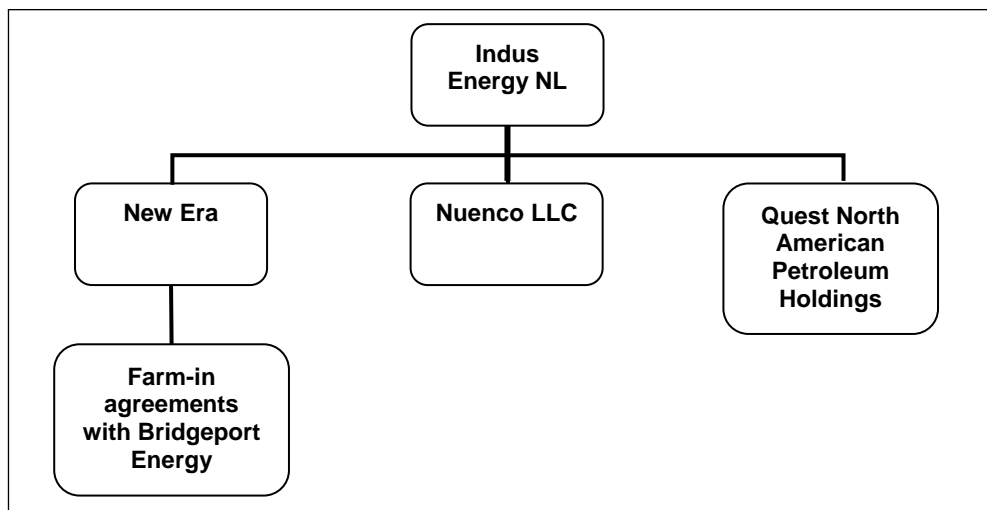 Indus
Energy NL
New Era
Nuenco LLC
Quest North
American
Petroleum
Holdings
Farm-in
agreements
with Bridgeport
Energy